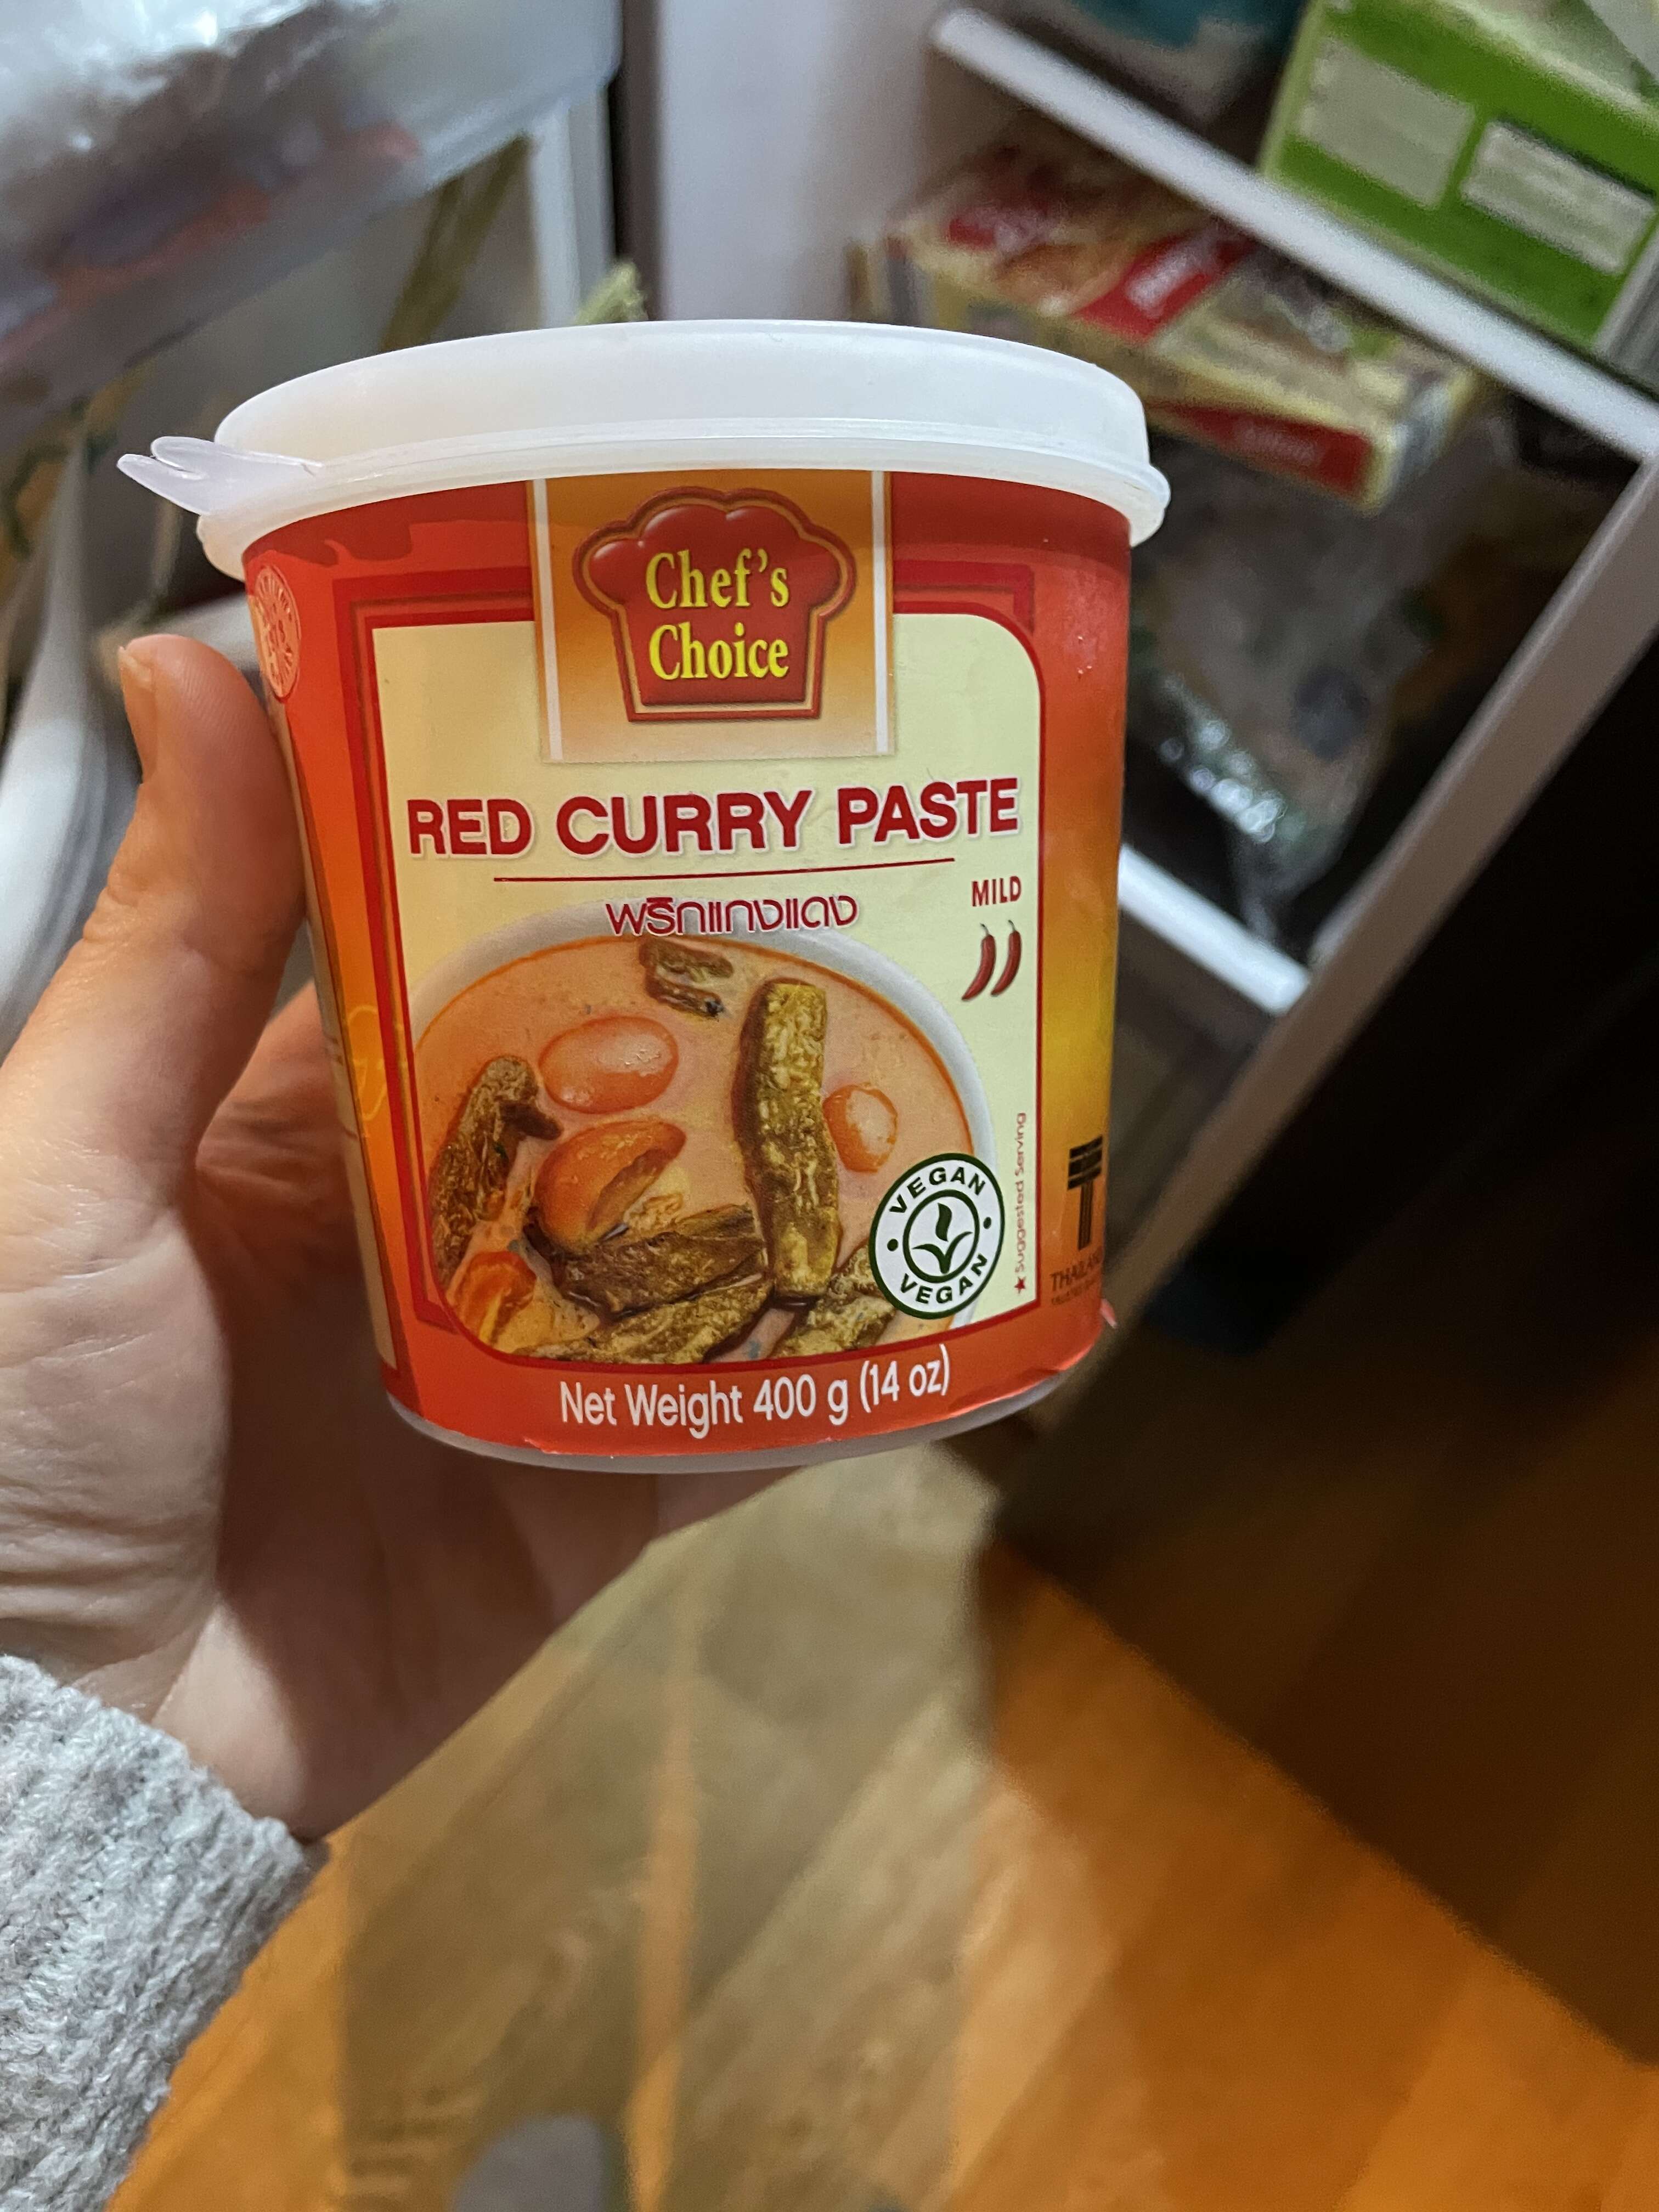 Chef's
Choice
RED CURRY PASTE
พริกแกงแดง
MILD
VEGAN
VEGAN
★Suggested Serving
THAILAND
Net Weight 400 g (14 oz)